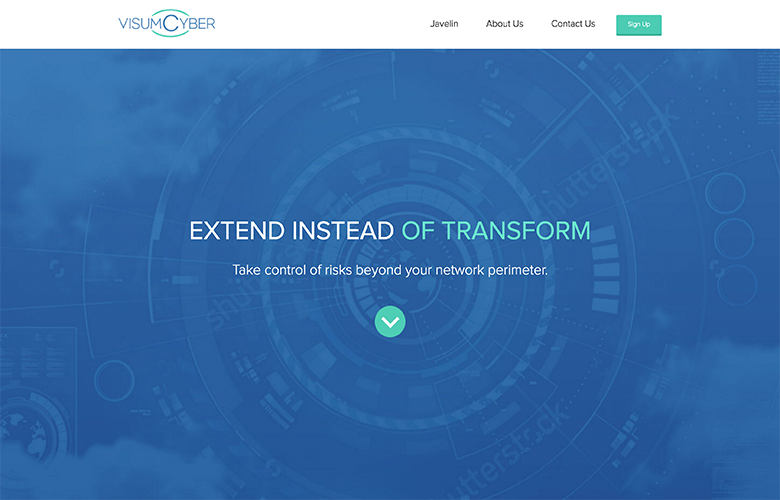 VISUMCYBER
Javelin About Us Contact Us Sign Up
shutterstock
EXTEND INSTEAD OF TRANSFORM
Take control of risks beyond your network perimeter.
shutterstock